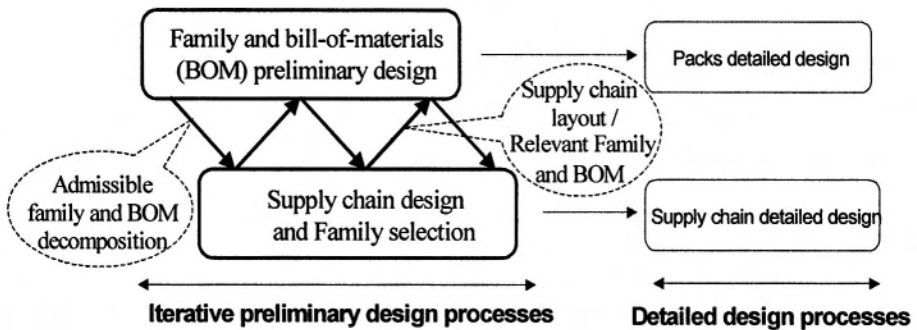 Family and bill-of-materials
(BOM) preliminary design
Packs detailed design
Supply chain
layout /
Relevant Family
and BOM
Admissible
family and BOM
decomposition
Supply chain design
and Family selection
Supply chain detailed design
Iterative preliminary design processes
Detailed design processes